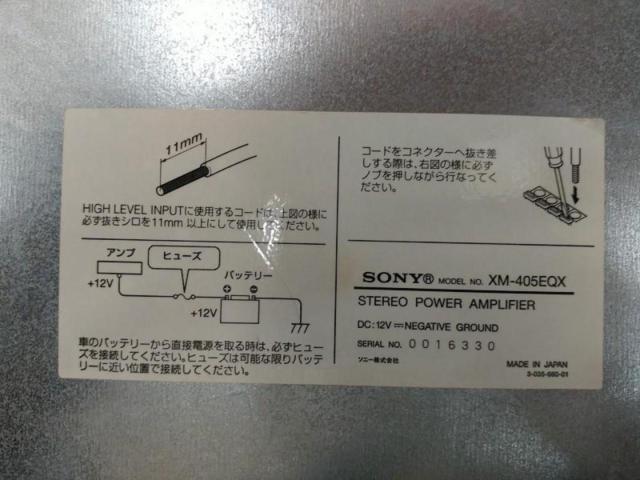 11mm
HIGH LEVEL INPUTに使用するコードは、上図の様に
必ず抜きシロを11mm 以上にして使用してください。
アンプ
ヒューズ
バッテリー
+12V
+ −
+12V
車のバッテリーから直接電源を取る時は、必ずヒュー
ズを接続してください。ヒューズは可能な限りバッテ
リーに近い位置で接続してください。
コードをコネクターへ抜き差
しする際は、右図の様に必ず
ノブを押しながら行なってく
ださい。
SONY® MODEL NO. XM-405EQX
STEREO POWER AMPLIFIER
DC:12V ⎓ NEGATIVE GROUND
SERIAL NO. 0016330
ソニー株式会社
MADE IN JAPAN
3-035-660-01